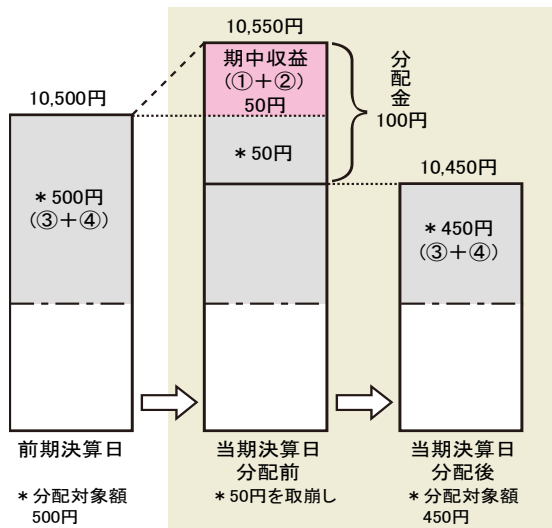 10,550円
期中収益
(①+②)
50円
分配金
100円
10,500円
*50円
10,450円
*500円
(③+④)
*450円
(③+④)
前期決算日
当期決算日
分配前
当期決算日
分配後
*分配対象額
500円
*50円を取崩し
*分配対象額
450円